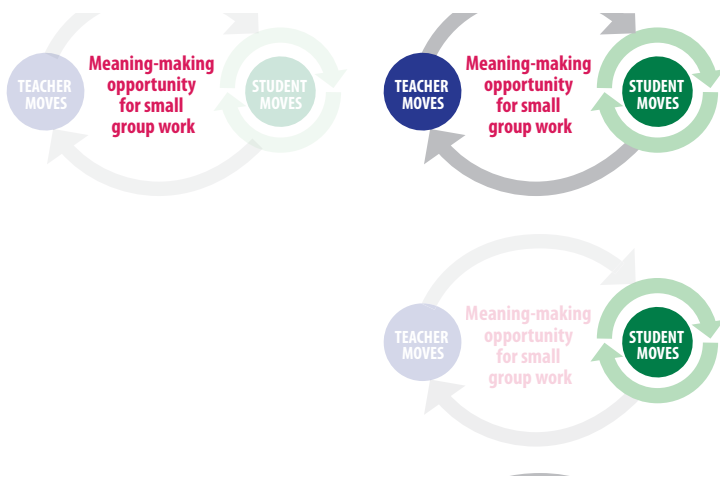 TEACHER
MOVES
Meaning-making
opportunity
for small
group work
STUDENT
MOVES
TEACHER
MOVES
Meaning-making
opportunity
for small
group work
STUDENT
MOVES
TEACHER
MOVES
Meaning-making
opportunity
for small
group work
STUDENT
MOVES